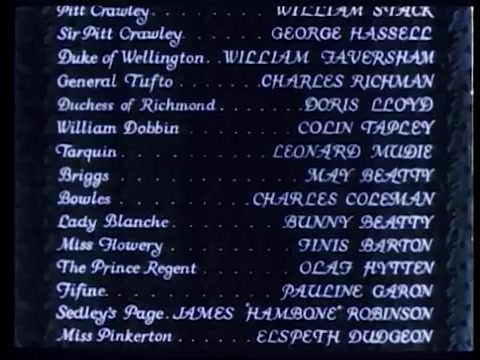 Pitt Crawley . . . . . . . . . WILLIAM STACK
Sir Pitt Crawley . . . . . . . GEORGE HASSELL
Duke of Wellington . . WILLIAM FAVERSHAM
General Tufto . . . . . . . CHARLES RICHMAN
Duchess of Richmond . . . . . . DORIS LLOYD
William Dobbin . . . . . . . . COLIN TAPLEY
Tarquin . . . . . . . . . . LEONARD MUDIE
Briggs . . . . . . . . . . . . MAY BEATTY
Bowles . . . . . . . . . CHARLES COLEMAN
Lady Blanche . . . . . . . . BUNNY BEATTY
Miss Flowery . . . . . . . . FINIS BARTON
The Prince Regent . . . . . . OLAF HYTTEN
Fifine . . . . . . . . . . . PAULINE GARON
Sedley's Page . JAMES "HAMBONE" ROBINSON
Miss Pinkerton . . . . . . ELSPETH DUDGEON